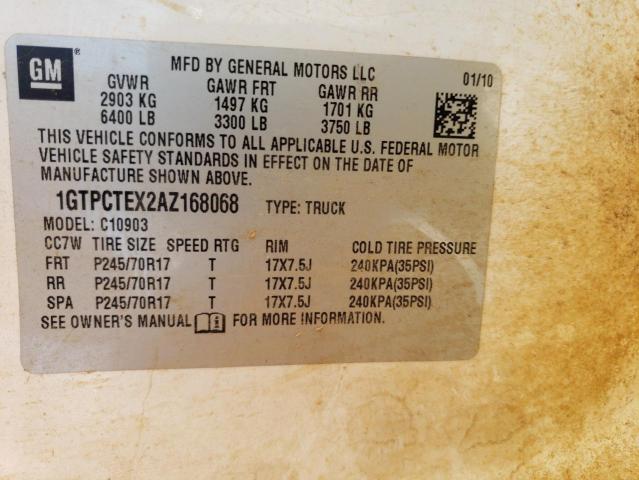 GM ®
MFD BY GENERAL MOTORS LLC 01/10
GVWR GAWR FRT GAWR RR
2903 KG 1497 KG 1701 KG
6400 LB 3300 LB 3750 LB
THIS VEHICLE CONFORMS TO ALL APPLICABLE U.S. FEDERAL MOTOR
VEHICLE SAFETY STANDARDS IN EFFECT ON THE DATE OF
MANUFACTURE SHOWN ABOVE.
1GTPCTEX2AZ168068 TYPE: TRUCK
MODEL: C10903
CC7W TIRE SIZE SPEED RTG RIM COLD TIRE PRESSURE
FRT P245/70R17 T 17X7.5J 240KPA(35PSI)
RR P245/70R17 T 17X7.5J 240KPA(35PSI)
SPA P245/70R17 T 17X7.5J 240KPA(35PSI)
SEE OWNER'S MANUAL FOR MORE INFORMATION.